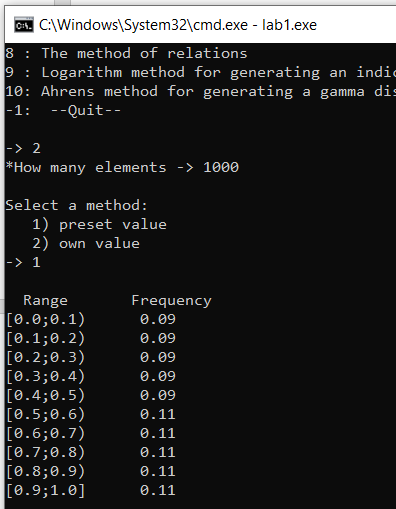 C:\Windows\System32\cmd.exe - lab1.exe
8 : The method of relations
9 : Logarithm method for generating an
10: Ahrens method for generating a gamma
-1:  --Quit--
-> 2
*How many elements -> 1000
Select a method:
1) preset value
2) own value
-> 1
Range Frequency
[0.0;0.1) 0.09
[0.1;0.2) 0.09
[0.2;0.3) 0.09
[0.3;0.4) 0.09
[0.4;0.5) 0.09
[0.5;0.6) 0.11
[0.6;0.7) 0.11
[0.7;0.8) 0.11
[0.8;0.9) 0.11
[0.9;1.0] 0.11